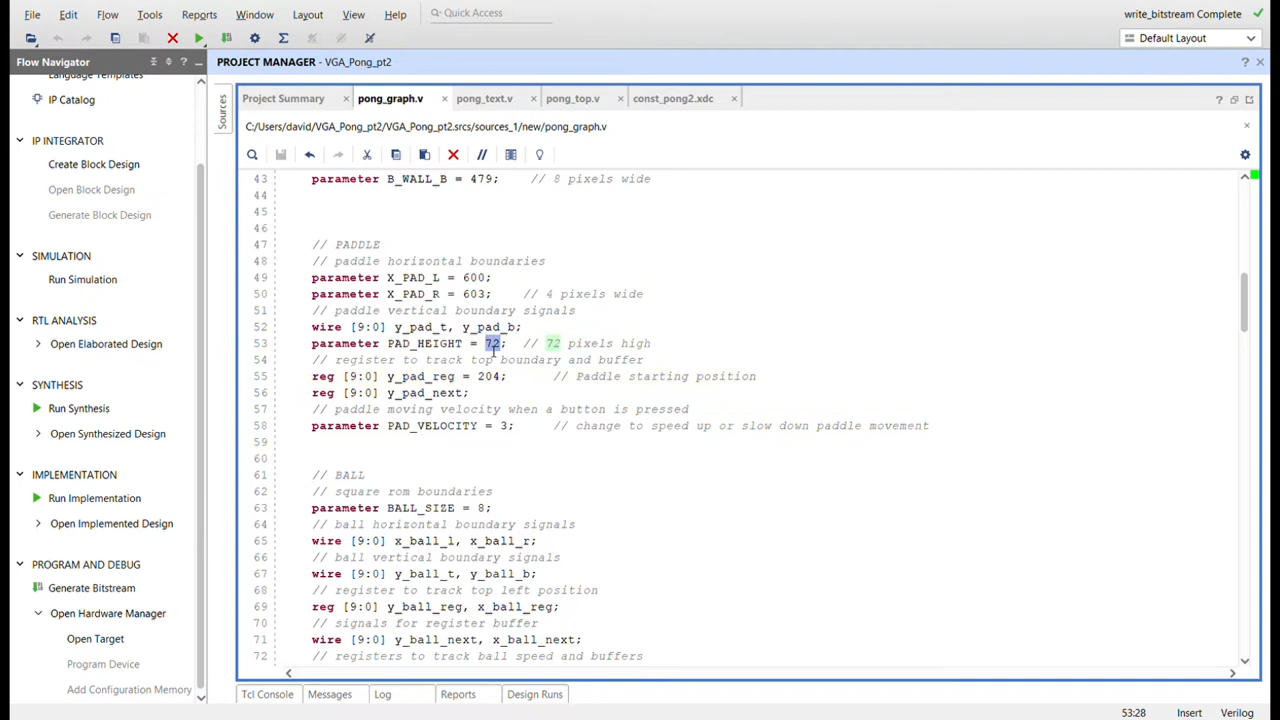 File Edit Flow Tools Reports Window Layout View Help Quick Access write_bitstream Complete
Default Layout
Flow Navigator PROJECT MANAGER - VGA_Pong_pt2
Language Templates
IP Catalog
IP INTEGRATOR
Create Block Design
Open Block Design
Generate Block Design
SIMULATION
Run Simulation
RTL ANALYSIS
Open Elaborated Design
SYNTHESIS
Run Synthesis
Open Synthesized Design
IMPLEMENTATION
Run Implementation
Open Implemented Design
PROGRAM AND DEBUG
Generate Bitstream
Open Hardware Manager
Open Target
Program Device
Add Configuration Memory
Sources
Project Summary pong_graph.v pong_text.v pong_top.v const_pong2.xdc
C:/Users/david/VGA_Pong_pt2/VGA_Pong_pt2.srcs/sources_1/new/pong_graph.v
43 parameter B_WALL_B = 479; // 8 pixels wide
44
45
46
47 // PADDLE
48 // paddle horizontal boundaries
49 parameter X_PAD_L = 600;
50 parameter X_PAD_R = 603; // 4 pixels wide
51 // paddle vertical boundary signals
52 wire [9:0] y_pad_t, y_pad_b;
53 parameter PAD_HEIGHT = 72; // 72 pixels high
54 // register to track top boundary and buffer
55 reg [9:0] y_pad_reg = 204; // Paddle starting position
56 reg [9:0] y_pad_next;
57 // paddle moving velocity when a button is pressed
58 parameter PAD_VELOCITY = 3; // change to speed up or slow down paddle movement
59
60
61 // BALL
62 // square rom boundaries
63 parameter BALL_SIZE = 8;
64 // ball horizontal boundary signals
65 wire [9:0] x_ball_l, x_ball_r;
66 // ball vertical boundary signals
67 wire [9:0] y_ball_t, y_ball_b;
68 // register to track top left position
69 reg [9:0] y_ball_reg, x_ball_reg;
70 // signals for register buffer
71 wire [9:0] y_ball_next, x_ball_next;
72 // registers to track ball speed and buffers
Tcl Console Messages Log Reports Design Runs
53:28 Insert Verilog